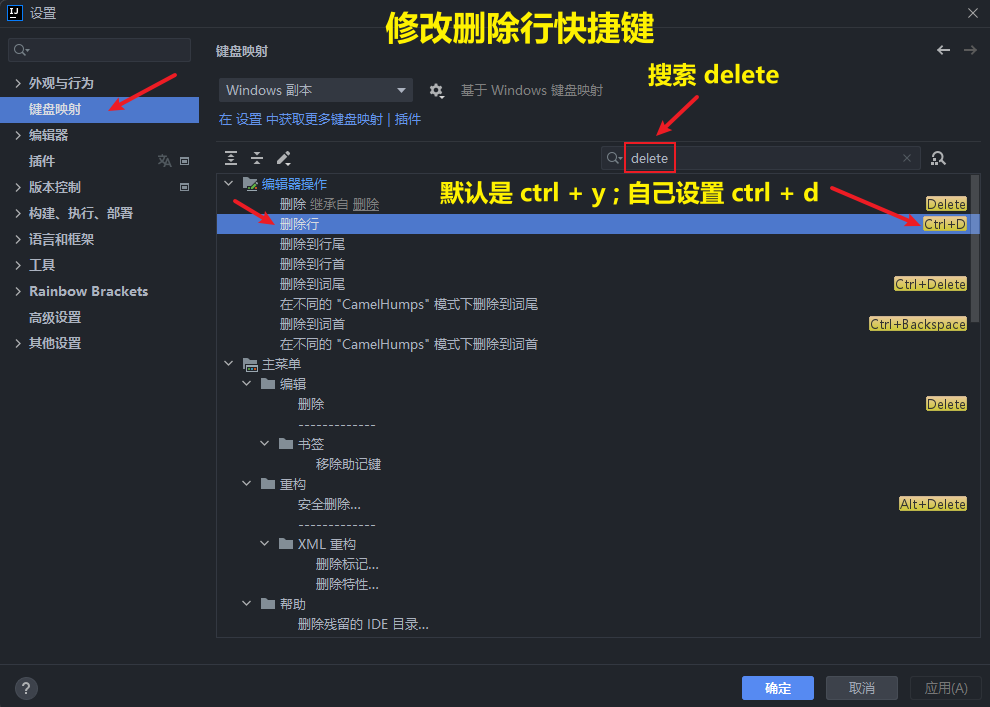 设置
修改删除行快捷键
键盘映射
搜索 delete
外观与行为
键盘映射
编辑器
插件
版本控制
构建、执行、部署
语言和框架
工具
Rainbow Brackets
高级设置
其他设置
Windows 副本
基于 Windows 键盘映射
在 设置 中获取更多键盘映射 | 插件
delete
默认是 ctrl + y ; 自己设置 ctrl + d
编辑器操作
删除 继承自 删除 Delete
删除行 Ctrl+D
删除到行尾
删除到行首
删除到词尾 Ctrl+Delete
在不同的 "CamelHumps" 模式下删除到词尾
删除到词首 Ctrl+Backspace
在不同的 "CamelHumps" 模式下删除到词首
主菜单
编辑
删除 Delete
-------------
书签
移除助记键
重构
安全删除... Alt+Delete
-------------
XML 重构
删除标记...
删除特性...
帮助
删除残留的 IDE 目录...
?
确定 取消 应用(A)